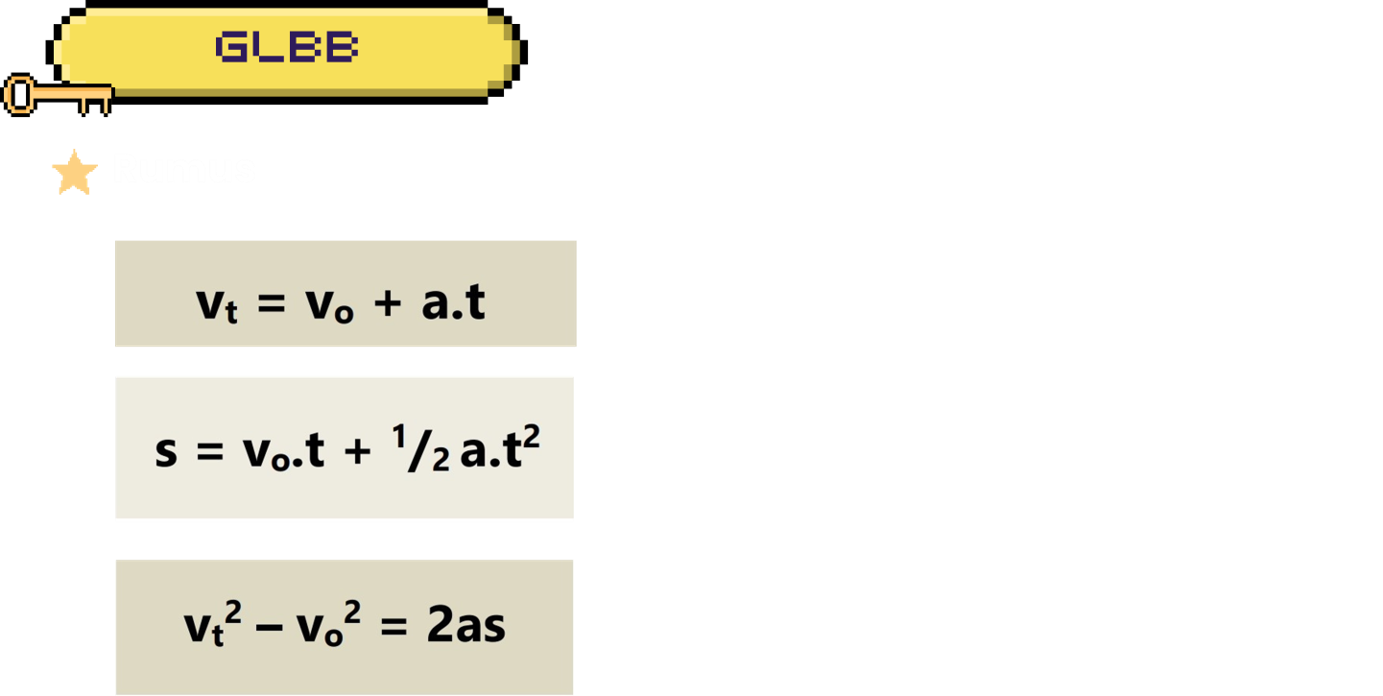 GLBB
vₜ = vₒ + a.t
s = vₒ.t + ¹/₂ a.t²
vₜ² – vₒ² = 2as